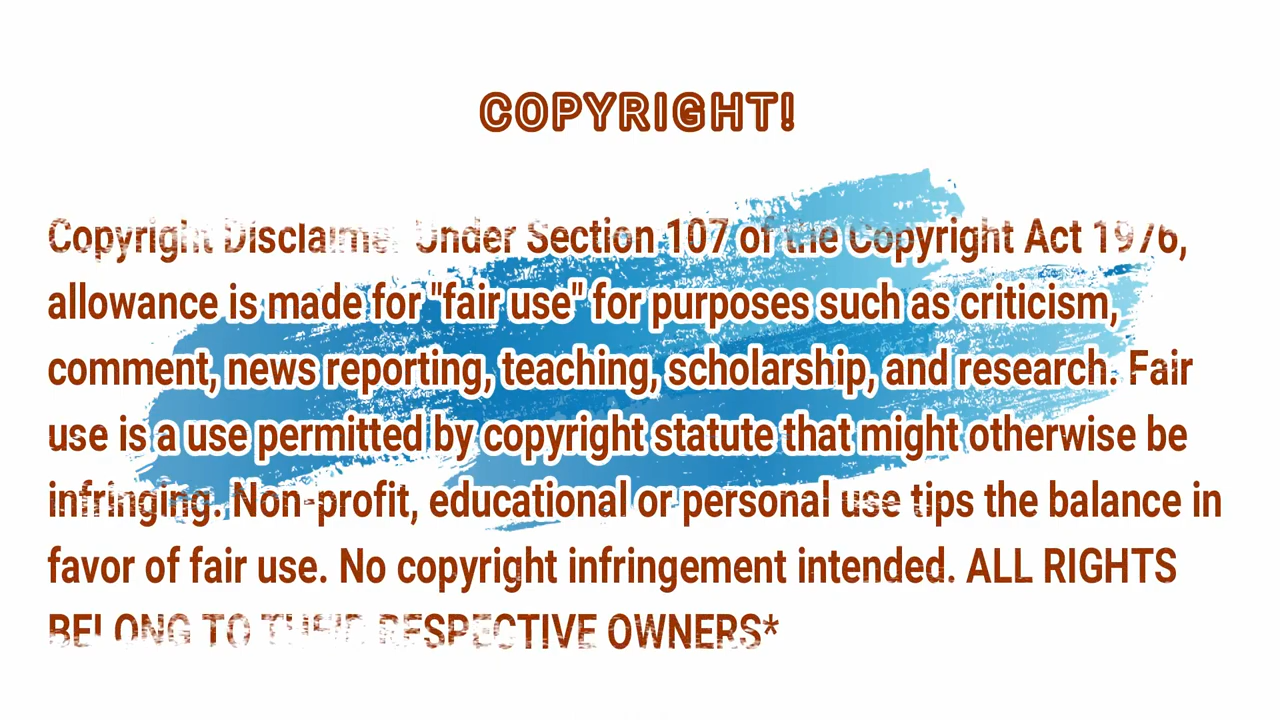 COPYRIGHT!
Copyright Disclaimer Under Section 107 of the Copyright Act 1976,
allowance is made for "fair use" for purposes such as criticism,
comment, news reporting, teaching, scholarship, and research. Fair
use is a use permitted by copyright statute that might otherwise be
infringing. Non-profit, educational or personal use tips the balance in
favor of fair use. No copyright infringement intended. ALL RIGHTS
BELONG TO THEIR RESPECTIVE OWNERS*